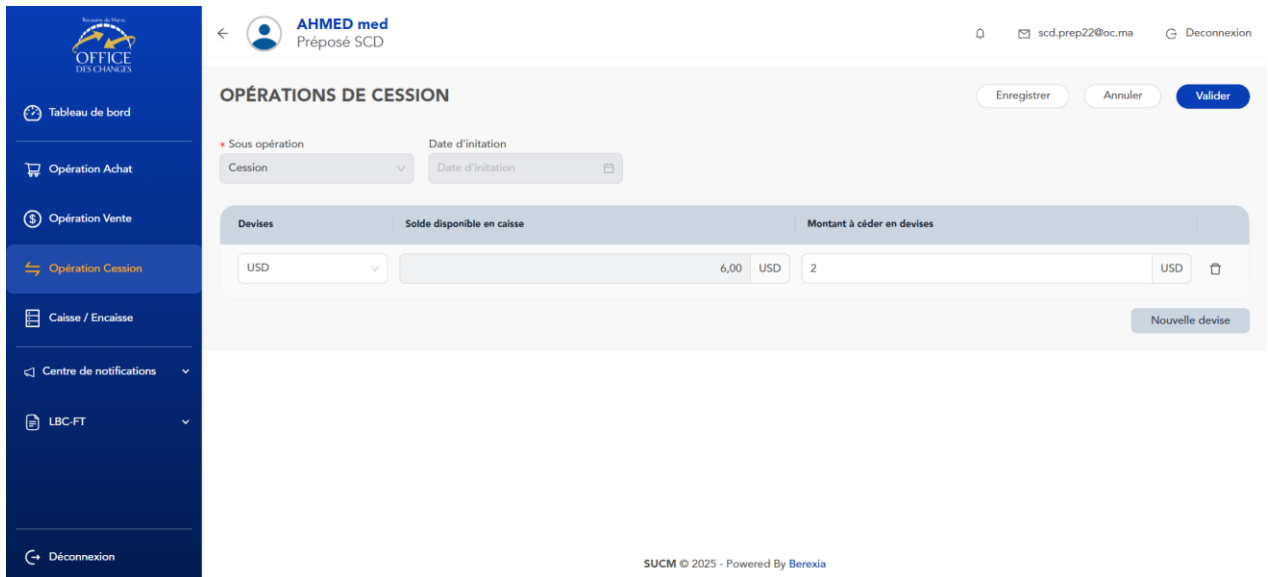 Royaume du Maroc
OFFICE
DES CHANGES
Tableau de bord
Opération Achat
Opération Vente
Opération Cession
Caisse / Encaisse
Centre de notifications
LBC-FT
Déconnexion
AHMED med
Préposé SCD
scd.prep22@oc.ma
Deconnexion
OPÉRATIONS DE CESSION
Enregistrer
Annuler
Valider
* Sous opération
Date d'initation
Cession
Date d'initation
Devises
Solde disponible en caisse
Montant à céder en devises
USD
6,00 USD
2 USD
Nouvelle devise
SUCM © 2025 - Powered By Berexia